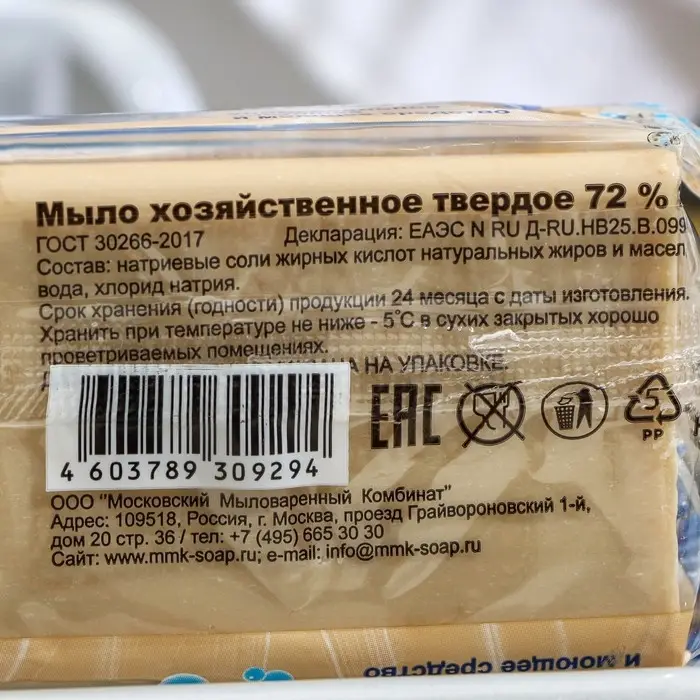 Мыло хозяйственное твердое 72 %
ГОСТ 30266-2017 Декларация: ЕАЭС N RU Д-RU.НВ25.В.099
Состав: натриевые соли жирных кислот натуральных жиров и масел
вода, хлорид натрия.
Срок хранения (годности) продукции 24 месяца с даты изготовления.
Хранить при температуре не ниже - 5°С в сухих закрытых хорошо
проветриваемых помещениях.
НА УПАКОВКЕ.
EAC
5
PP
4 603789 309294
ООО "Московский Мыловаренный Комбинат"
Адрес: 109518, Россия, г. Москва, проезд Грайвороновский 1-й,
дом 20 стр. 36 / тел: +7 (495) 665 30 30
Сайт: www.mmk-soap.ru; e-mail: info@mmk-soap.ru
и моющее средство